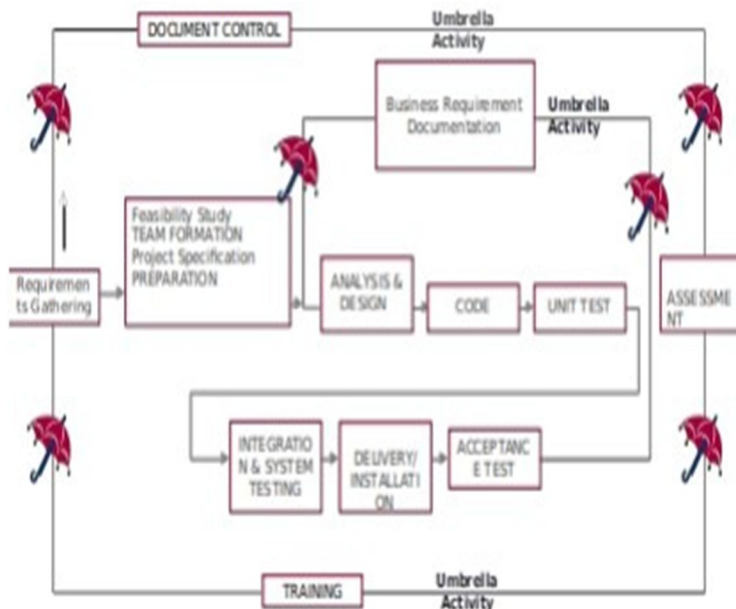 DOCUMENT CONTROL
Umbrella
Activity
Business Requirement
Documentation
Umbrella
Activity
Feasibility Study
TEAM FORMATION
Project Specification
PREPARATION
Requiremen
ts Gathering
ANALYSIS &
DESIGN
CODE
UNIT TEST
ASSESSME
NT
INTEGRATIO
N & SYSTEM
TESTING
DELIVERY/
INSTALLATI
ON
ACCEPTANC
E TEST
TRAINING
Umbrella
Activity